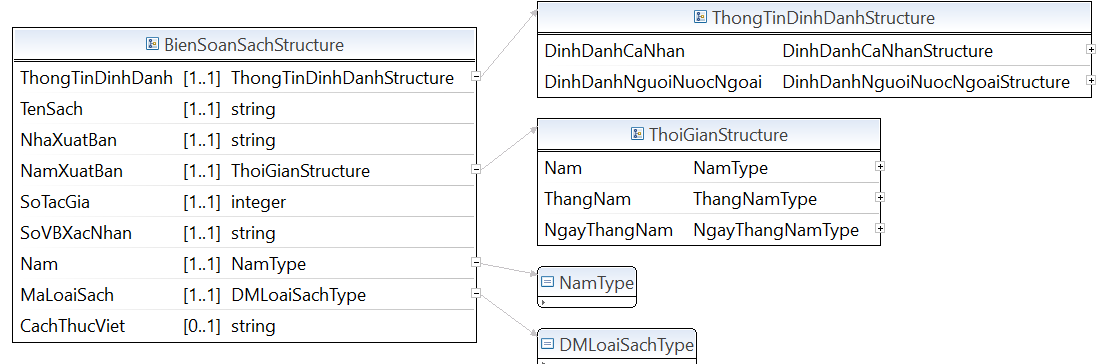 BienSoanSachStructure
ThongTinDinhDanh [1..1] ThongTinDinhDanhStructure
TenSach [1..1] string
NhaXuatBan [1..1] string
NamXuatBan [1..1] ThoiGianStructure
SoTacGia [1..1] integer
SoVBXacNhan [1..1] string
Nam [1..1] NamType
MaLoaiSach [1..1] DMLoaiSachType
CachThucViet [0..1] string
ThongTinDinhDanhStructure
DinhDanhCaNhan DinhDanhCaNhanStructure
DinhDanhNguoiNuocNgoai DinhDanhNguoiNuocNgoaiStructure
ThoiGianStructure
Nam NamType
ThangNam ThangNamType
NgayThangNam NgayThangNamType
NamType
DMLoaiSachType